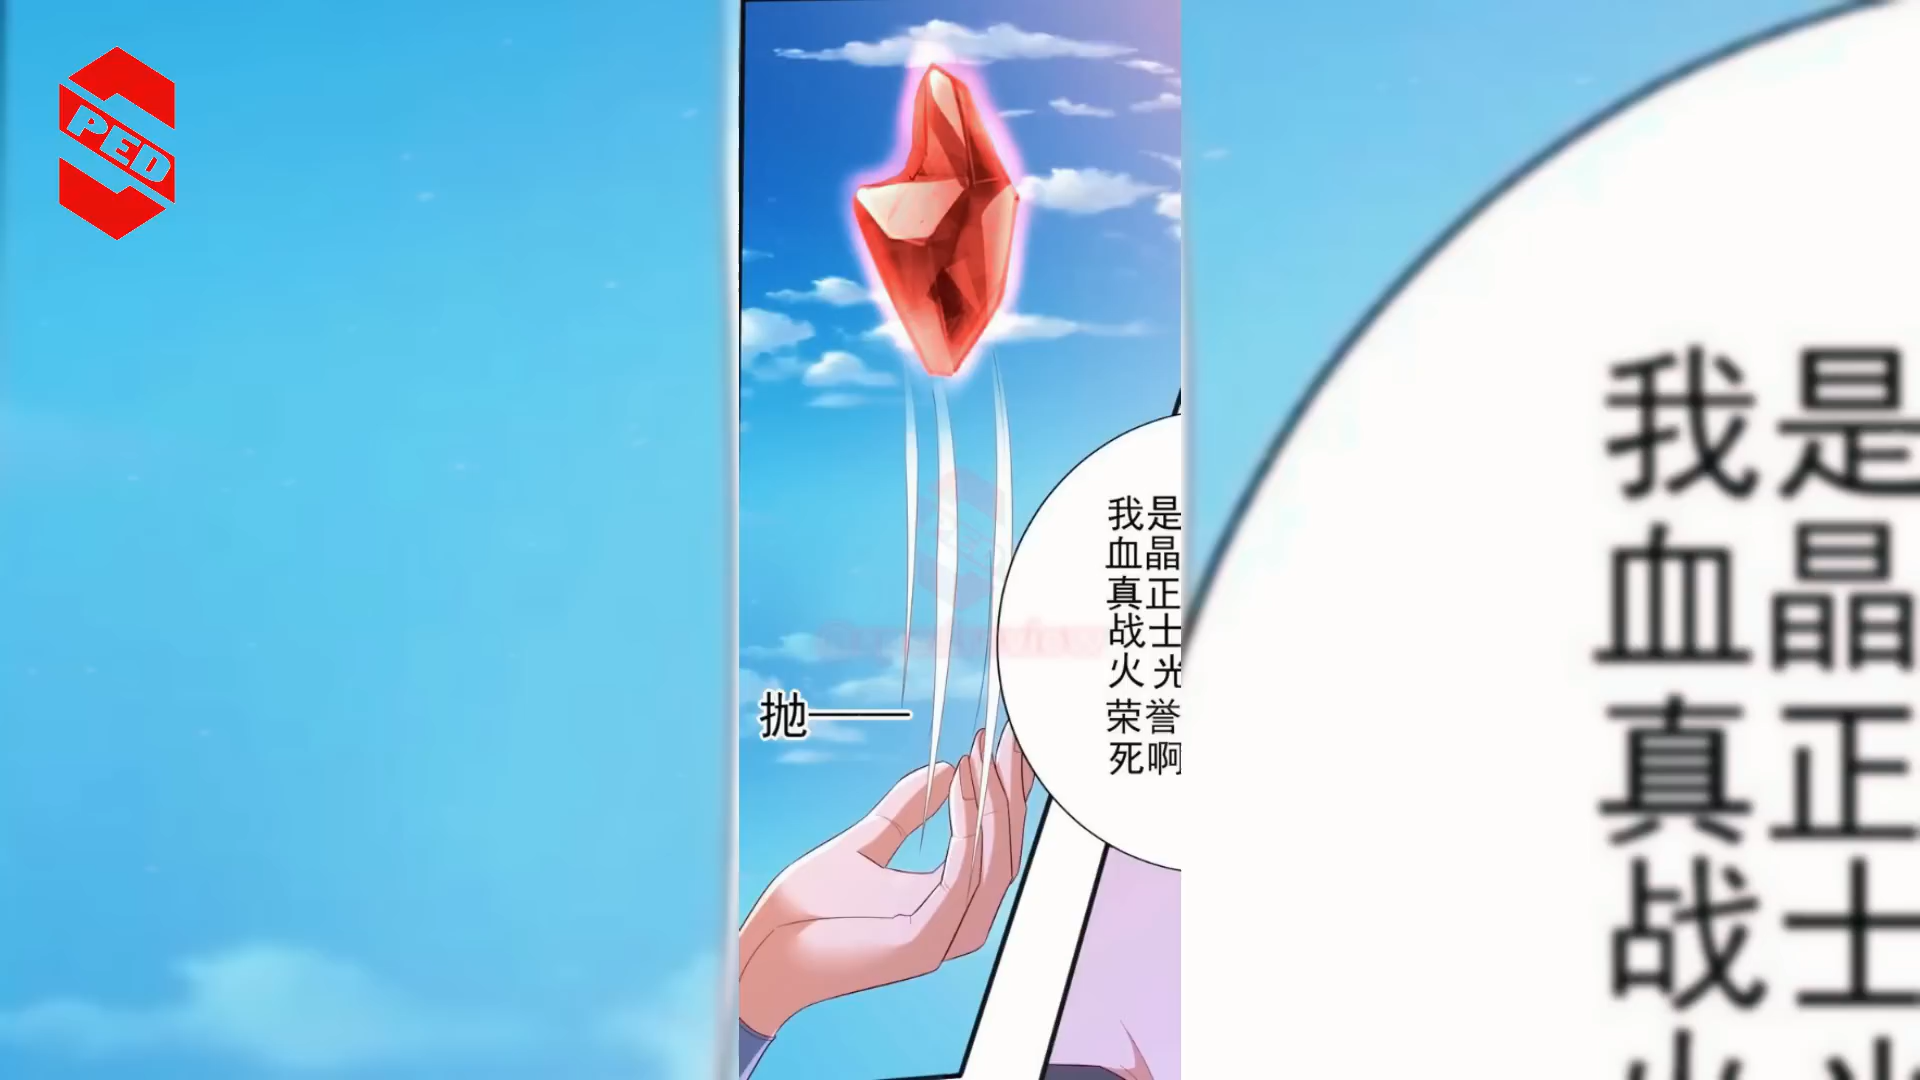 PED
抛——
我是
血晶
真正
战士
火光
荣誉
死啊
我是
血晶
真正
战士